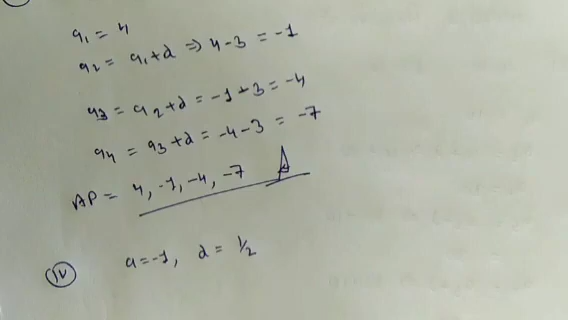 a1 = 4
a2 = a1+d ⇒ 4-3 = -1
a3 = a2+d = -1+3 = -4
a4 = a3+d = -4-3 = -7
AP = 4, -1, -4, -7
(iv) a=-1, d = 1/2